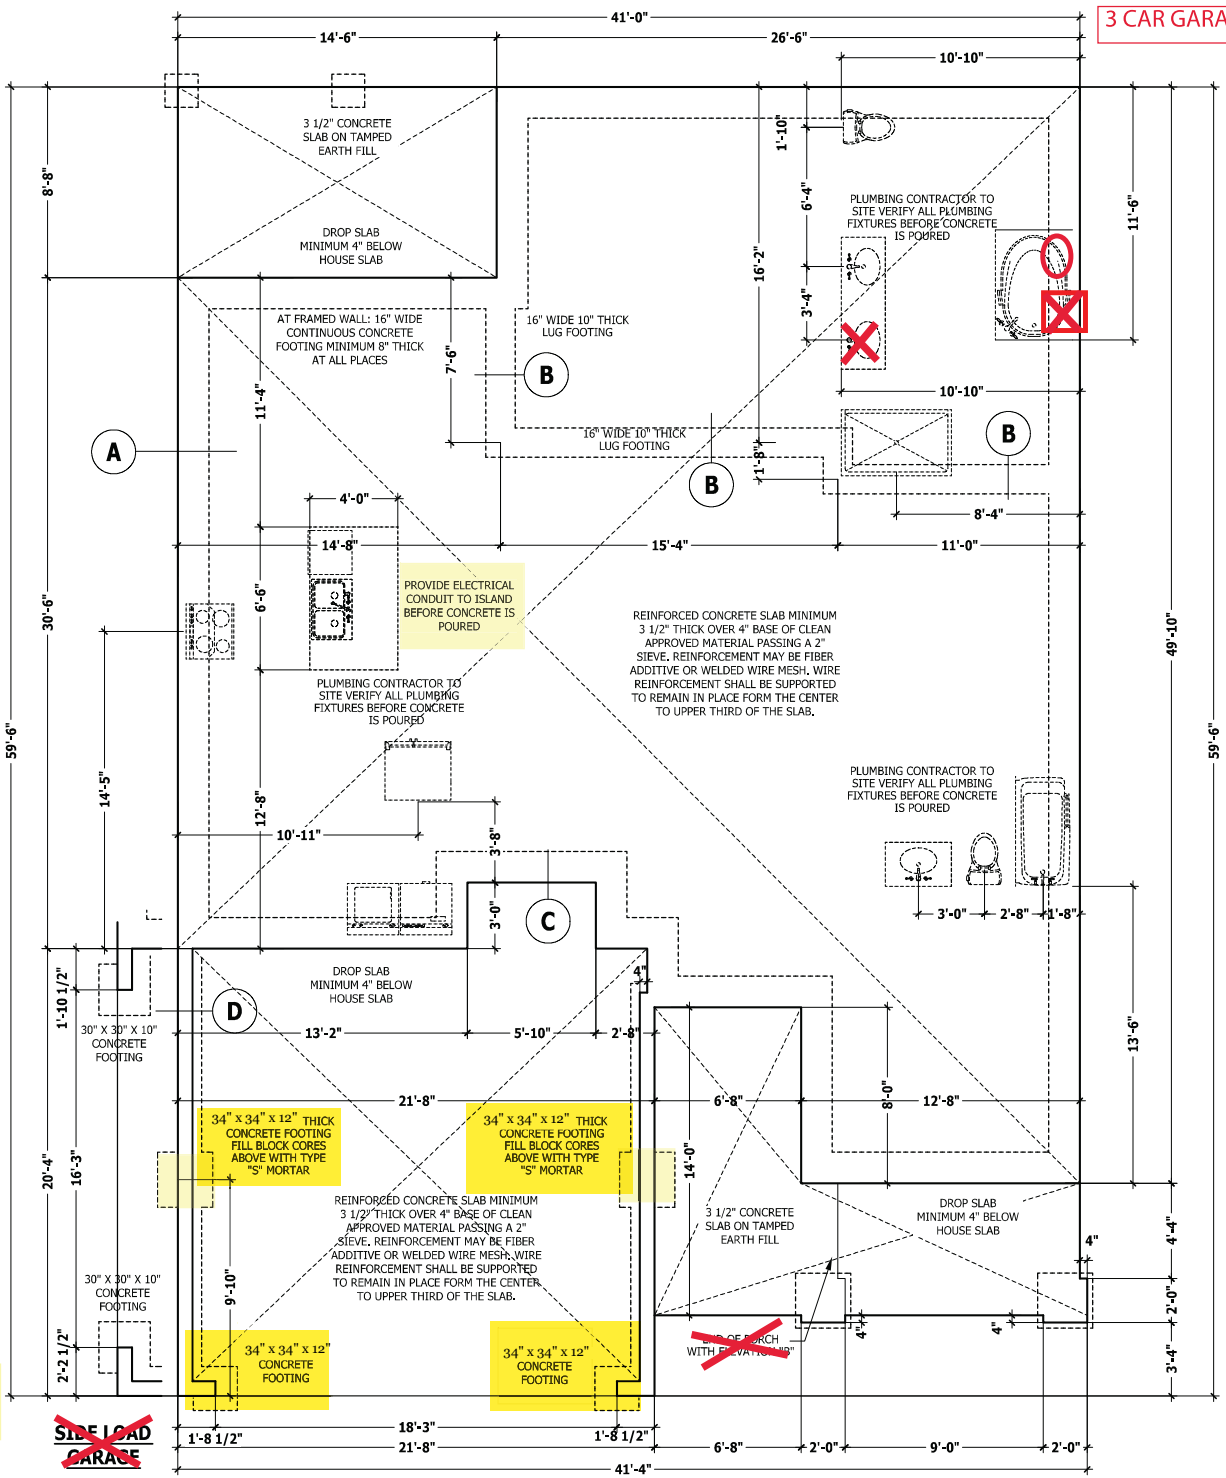 41'-0"
3 CAR GARA
14'-6"
26'-6"
10'-10"
3 1/2" CONCRETE
SLAB ON TAMPED
EARTH FILL
1'-10"
8'-8"
6'-4"
PLUMBING CONTRACTOR TO
SITE VERIFY ALL PLUMBING
FIXTURES BEFORE CONCRETE
IS POURED
11'-6"
DROP SLAB
MINIMUM 4" BELOW
HOUSE SLAB
16'-2"
3'-4"
AT FRAMED WALL: 16" WIDE
CONTINUOUS CONCRETE
FOOTING MINIMUM 8" THICK
AT ALL PLACES
16" WIDE 10" THICK
LUG FOOTING
7'-6"
B
11'-4"
10'-10"
A
16" WIDE 10" THICK
LUG FOOTING
B
1'-8"
B
4'-0"
8'-4"
14'-8"
15'-4"
11'-0"
6'-6"
30'-6"
PROVIDE ELECTRICAL
CONDUIT TO ISLAND
BEFORE CONCRETE IS
POURED
REINFORCED CONCRETE SLAB MINIMUM
3 1/2" THICK OVER 4" BASE OF CLEAN
APPROVED MATERIAL PASSING A 2"
SIEVE. REINFORCEMENT MAY BE FIBER
ADDITIVE OR WELDED WIRE MESH. WIRE
REINFORCEMENT SHALL BE SUPPORTED
TO REMAIN IN PLACE FORM THE CENTER
TO UPPER THIRD OF THE SLAB.
49'-10"
PLUMBING CONTRACTOR TO
SITE VERIFY ALL PLUMBING
FIXTURES BEFORE CONCRETE
IS POURED
59'-6"
59'-6"
14'-5"
12'-8"
PLUMBING CONTRACTOR TO
SITE VERIFY ALL PLUMBING
FIXTURES BEFORE CONCRETE
IS POURED
10'-11"
3'-8"
3'-0"
C
3'-0"
2'-8"
1'-8"
DROP SLAB
MINIMUM 4" BELOW
HOUSE SLAB
4"
1'-10 1/2"
D
30" X 30" X 10"
CONCRETE
FOOTING
13'-2"
5'-10"
2'-8"
13'-6"
21'-8"
6'-8"
8'-0"
12'-8"
34" x 34" x 12" THICK
CONCRETE FOOTING
FILL BLOCK CORES
ABOVE WITH TYPE
"S" MORTAR
34" x 34" x 12" THICK
CONCRETE FOOTING
FILL BLOCK CORES
ABOVE WITH TYPE
"S" MORTAR
20'-4"
16'-3"
14'-0"
REINFORCED CONCRETE SLAB MINIMUM
3 1/2" THICK OVER 4" BASE OF CLEAN
APPROVED MATERIAL PASSING A 2"
SIEVE. REINFORCEMENT MAY BE FIBER
ADDITIVE OR WELDED WIRE MESH. WIRE
REINFORCEMENT SHALL BE SUPPORTED
TO REMAIN IN PLACE FORM THE CENTER
TO UPPER THIRD OF THE SLAB.
3 1/2" CONCRETE
SLAB ON TAMPED
EARTH FILL
DROP SLAB
MINIMUM 4" BELOW
HOUSE SLAB
4'-4"
4"
9'-10"
30" X 30" X 10"
CONCRETE
FOOTING
2'-0"
4"
4"
END OF PORCH
WITH ELEVATION "B"
2'-2 1/2"
34" x 34" x 12"
CONCRETE
FOOTING
34" x 34" x 12"
CONCRETE
FOOTING
3'-4"
SIDE LOAD
GARAGE
1'-8 1/2"
18'-3"
1'-8 1/2"
21'-8"
6'-8"
2'-0"
9'-0"
2'-0"
41'-4"